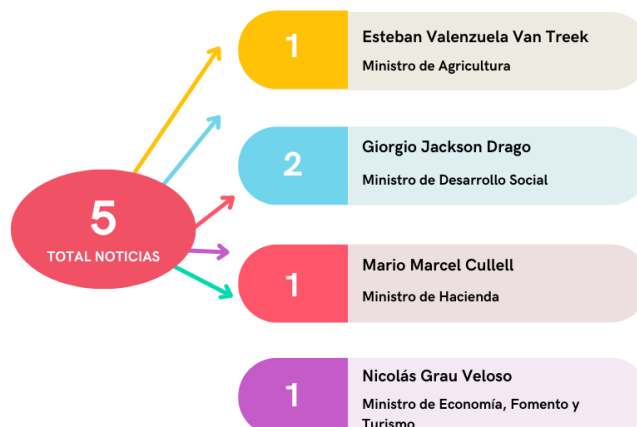 5
TOTAL NOTICIAS
1
Esteban Valenzuela Van Treek
Ministro de Agricultura
2
Giorgio Jackson Drago
Ministro de Desarrollo Social
1
Mario Marcel Cullell
Ministro de Hacienda
1
Nicolás Grau Veloso
Ministro de Economía, Fomento y
Turismo